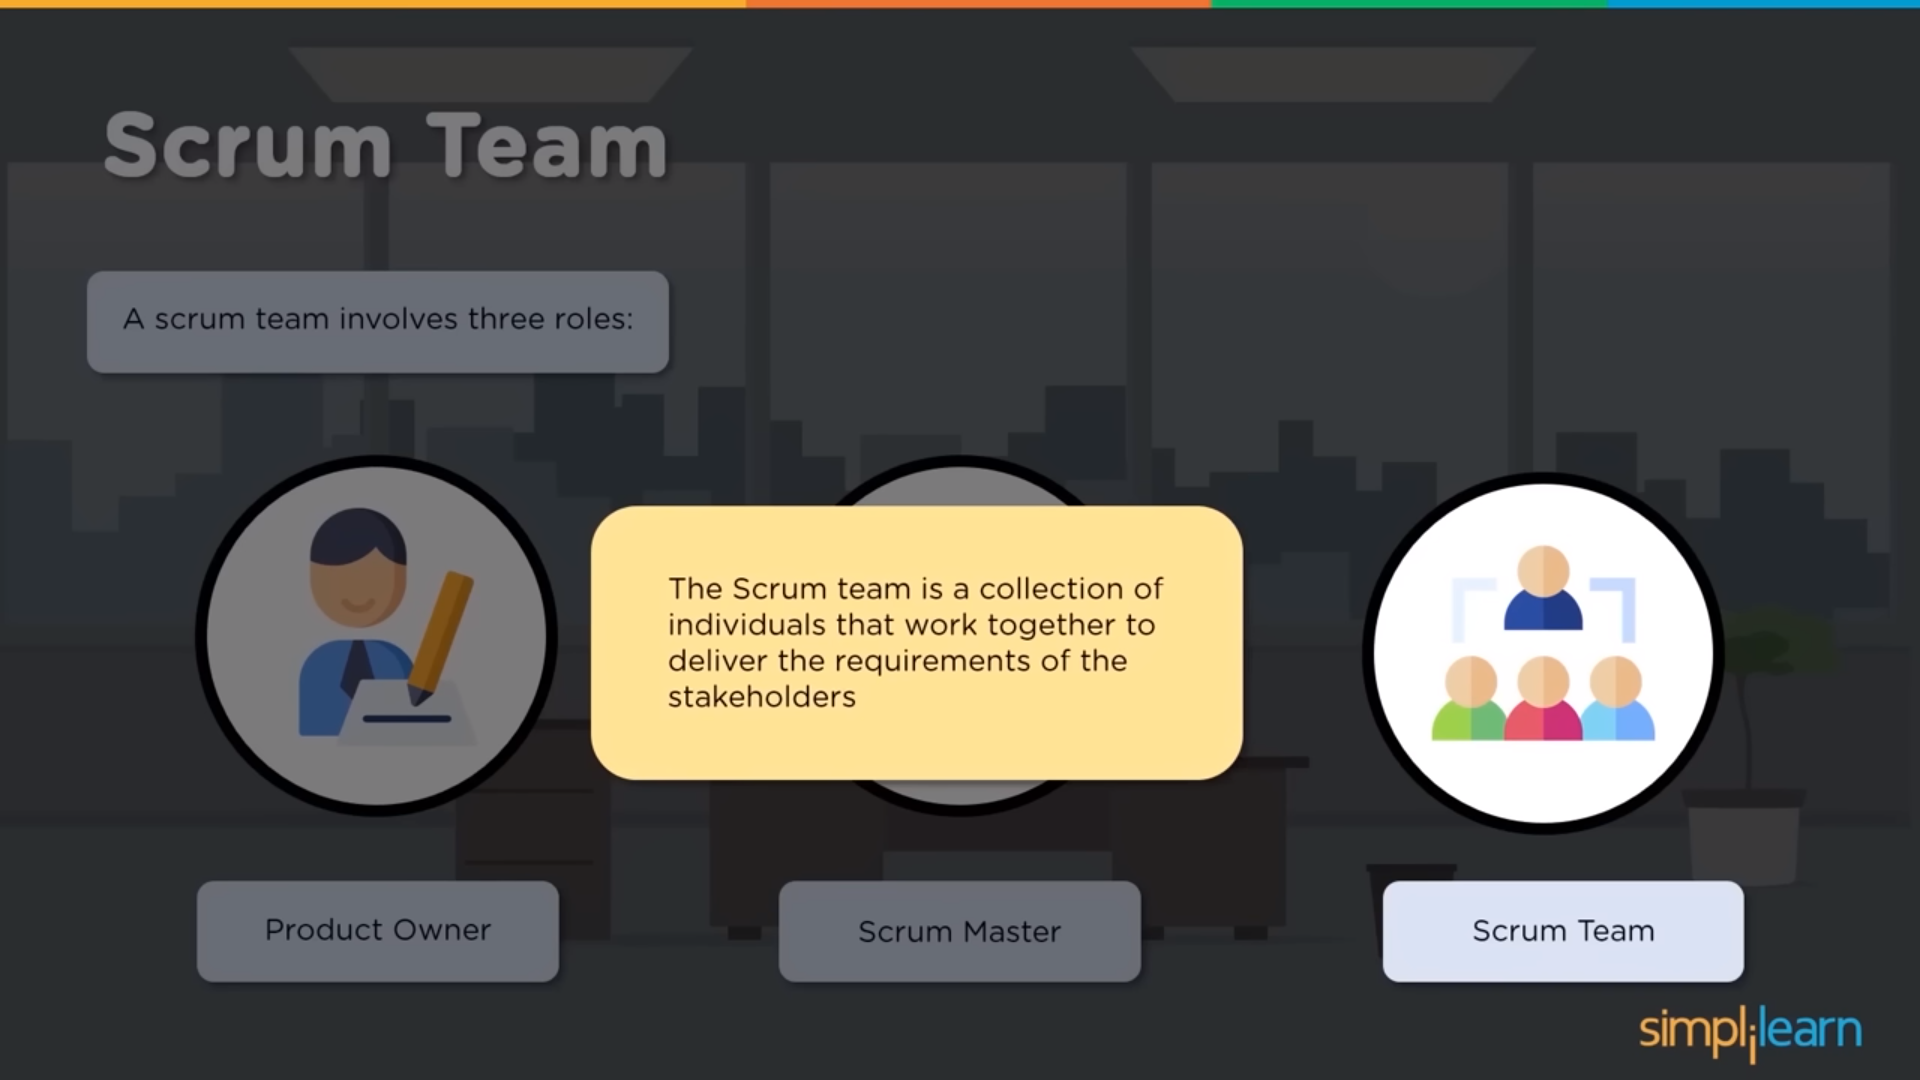 Scrum Team
A scrum team involves three roles:
The Scrum team is a collection of
individuals that work together to
deliver the requirements of the
stakeholders
Product Owner
Scrum Master
Scrum Team
simplilearn